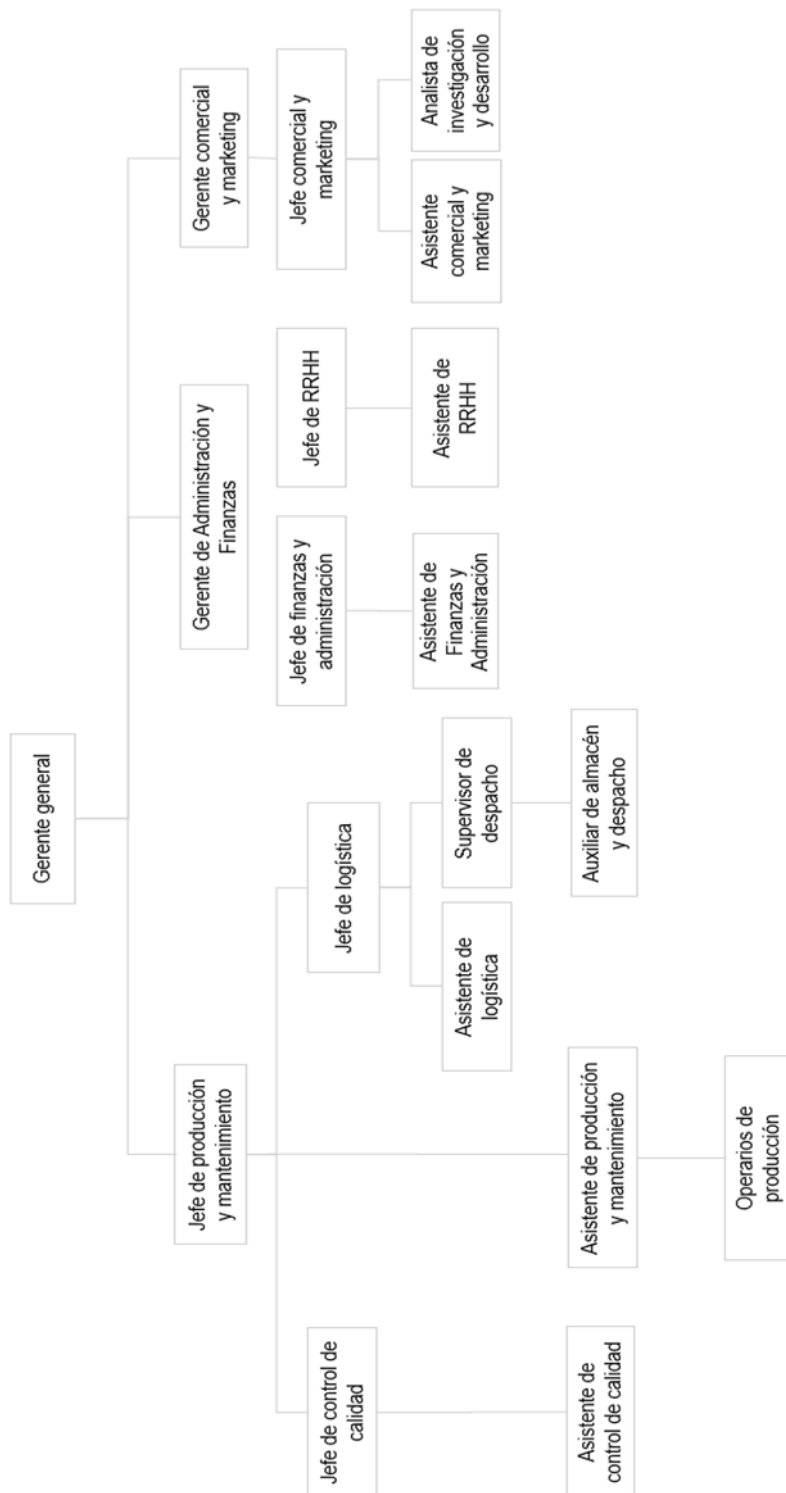 Gerente general
Jefe de producción
y mantenimiento
Gerente de Administración y
Finanzas
Gerente comercial
y marketing
Jefe de control de
calidad
Jefe de logística
Jefe de finanzas y
administración
Jefe de RRHH
Jefe comercial y
marketing
Asistente de
logística
Supervisor de
despacho
Asistente de
Finanzas y
Administración
Asistente de
RRHH
Asistente
comercial y
marketing
Analista de
investigación
y desarrollo
Asistente de
control de calidad
Asistente de producción
y mantenimiento
Auxiliar de almacén
y despacho
Operarios de
producción